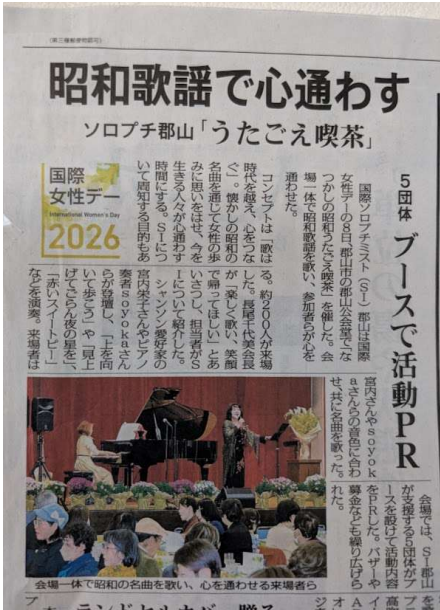 (第三種郵便物認可)
昭和歌謡で心通わす
ソロプチ郡山「うたごえ喫茶」
5団体 ブースで活動PR
国際
女性デー
International Women's Day
2026
国際ソロプチミスト(SI)郡山は国際
女性デーの8日、郡山市の郡山公会堂で「な
つかしの昭和うたごえ喫茶」を催した。会
場一体で昭和歌謡を歌い、参加者らが心を
通わせた。
コンセプトは「歌は
時代を越え、心をつな
ぐ」。懐かしの昭和の
名曲を通じて女性の歩
みに思いをはせ、今を
生きる人々が心通わす
時間にする。SIにつ
いて周知する目的もあ
る。約200人が来場
した。長尾千代美会長
が「楽しく歌い、笑顔
で帰ってほしい」とあ
いさつし、担当者がS
Iについて紹介した。
シャンソン愛好家の
宮内栄子さんやピアノ
奏者soyokaさん
らが登壇し、「上を向
いて歩こう」や「見上
げてごらん夜の星を」、
「赤いスイートピー」
などを演奏。来場者は
宮内さんやsoyok
aさんらの音色に合わ
せ、共に名曲を歌った。
会場では、SI郡山
が支援する5団体がブ
ースを設けて活動内容
をPRした。バザーや
募金なども繰り広げら
れた。
会場一体で昭和の名曲を歌い、心を通わせる来場者ら